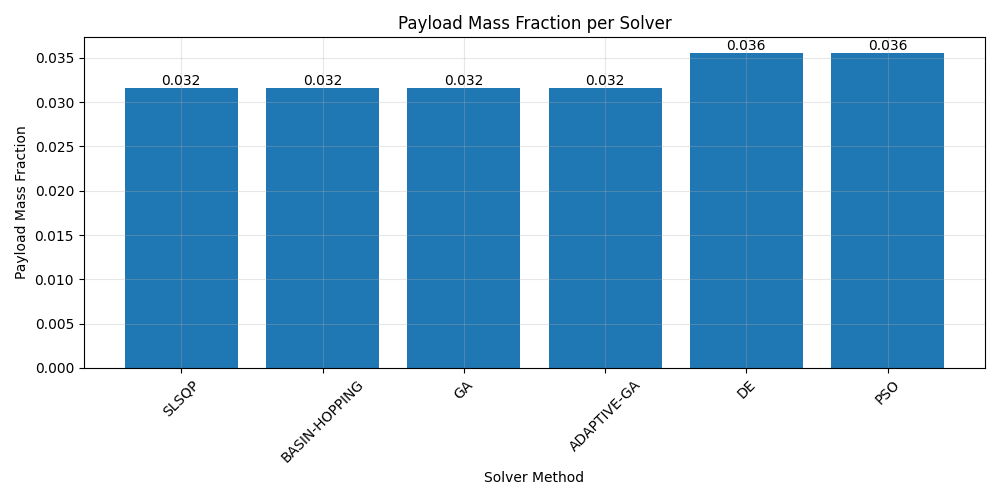 Payload Mass Fraction per Solver
Payload Mass Fraction
0.035
0.030
0.025
0.020
0.015
0.010
0.005
0.000
0.032
0.032
0.032
0.032
0.036
0.036
SLSQP
BASIN-HOPPING
GA
ADAPTIVE-GA
DE
PSO
Solver Method